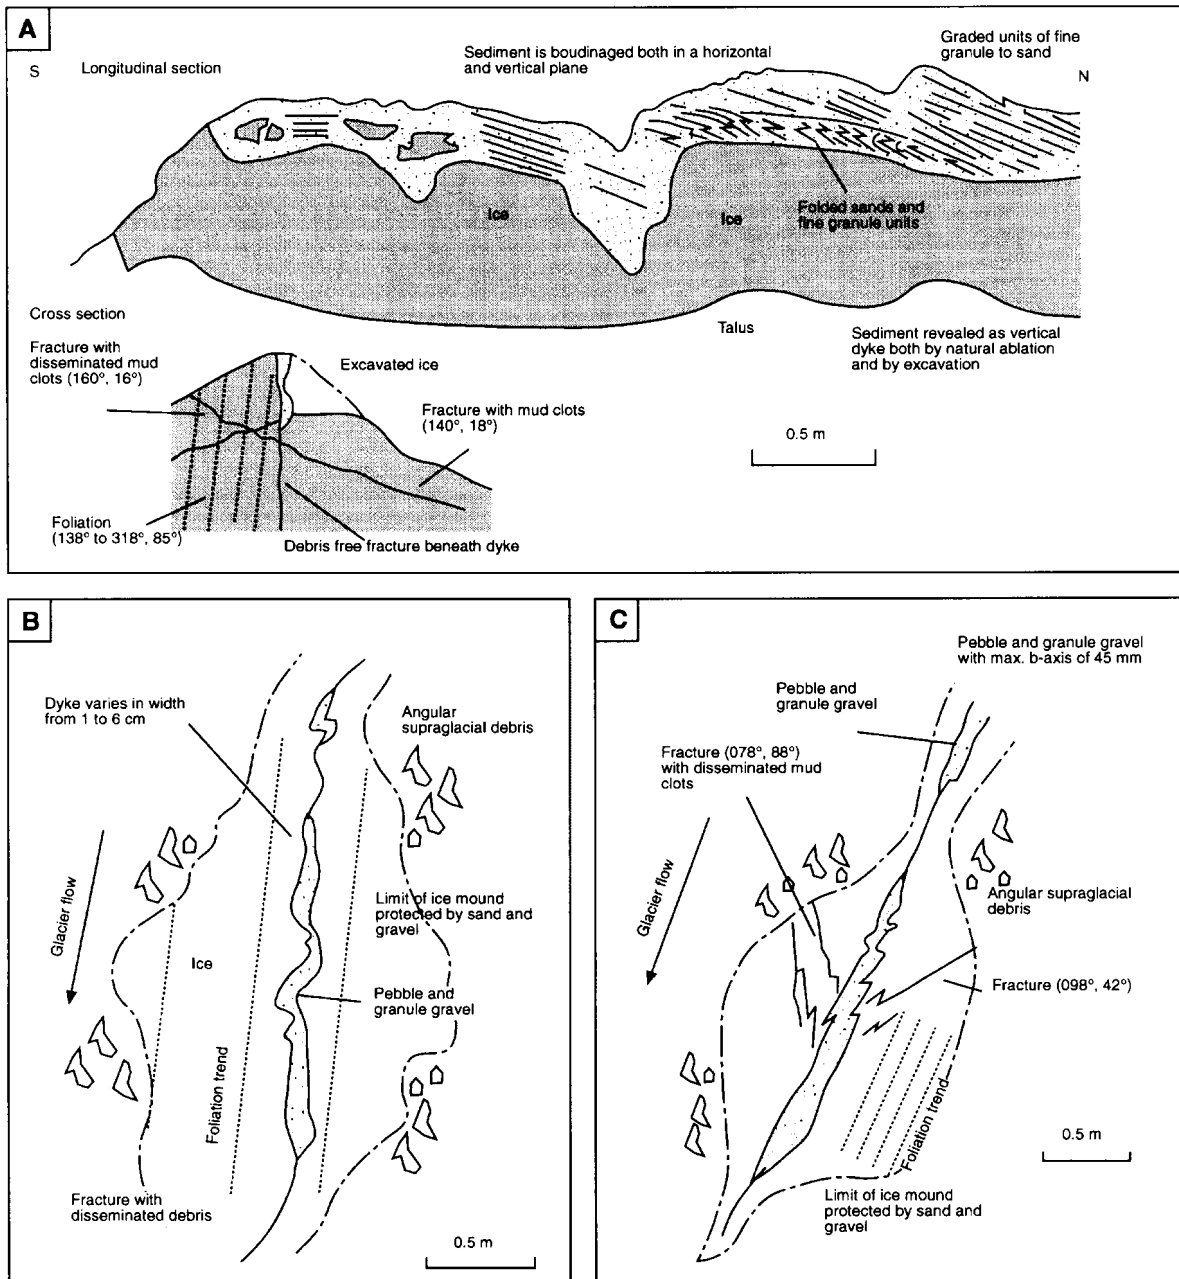 A
S
Longitudinal section
Sediment is boudinaged both in a horizontal
and vertical plane
Graded units of fine
granule to sand
N
Ice
Ice
Folded sands and
fine granule units
Cross section
Talus
Sediment revealed as vertical
dyke both by natural ablation
and by excavation
Fracture with
disseminated mud
clots (160°, 16°)
Excavated ice
Fracture with mud clots
(140°, 18°)
0.5 m
Foliation
(138° to 318°, 85°)
Debris free fracture beneath dyke
B
Dyke varies in width
from 1 to 6 cm
Angular
supraglacial debris
Glacier flow
Limit of ice mound
protected by sand and
gravel
Ice
Pebble and
granule gravel
Foliation trend
Fracture with
disseminated debris
0.5 m
C
Pebble and granule gravel
with max. b-axis of 45 mm
Pebble and
granule gravel
Fracture (078°, 88°)
with disseminated mud
clots
Glacier flow
Angular supraglacial
debris
Fracture (098°, 42°)
Foliation trend
0.5 m
Limit of ice mound
protected by sand and
gravel